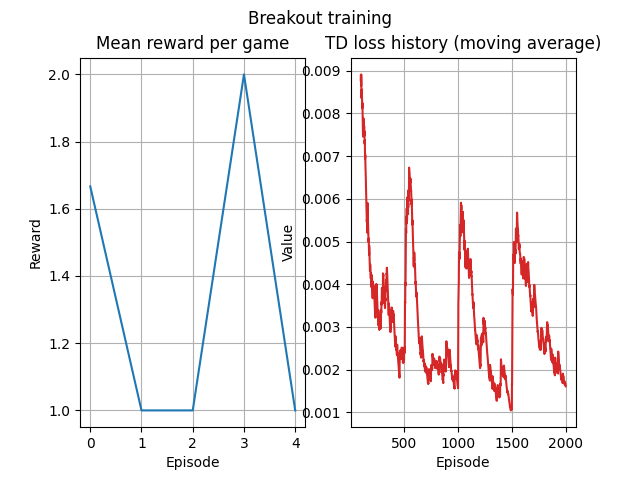 Breakout training
Mean reward per game
2.0
1.8
1.6
1.4
1.2
1.0
Reward
0 1 2 3 4
Episode
TD loss history (moving average)
0.009
0.008
0.007
0.006
0.005
0.004
0.003
0.002
0.001
Value
500 1000 1500 2000
Episode